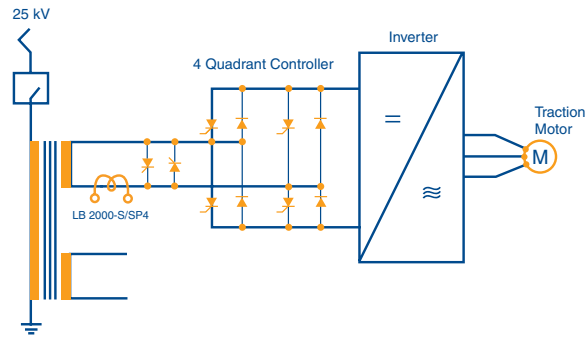 25 kV
Inverter
4 Quadrant Controller
Traction
Motor
M
LB 2000-S/SP4